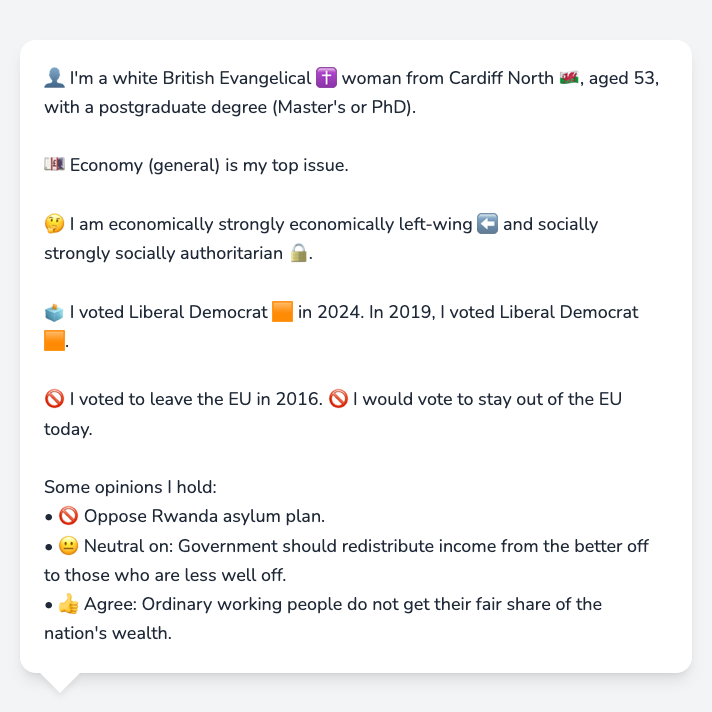 👤 I'm a white British Evangelical ✝️ woman from Cardiff North 🏴󠁧󠁢󠁷󠁬󠁳󠁿, aged 53,
with a postgraduate degree (Master's or PhD).
💷 Economy (general) is my top issue.
🤔 I am economically strongly economically left-wing ⬅️ and socially
strongly socially authoritarian 🔒.
🗳️ I voted Liberal Democrat 🟧 in 2024. In 2019, I voted Liberal Democrat
🟧.
🚫 I voted to leave the EU in 2016. 🚫 I would vote to stay out of the EU
today.
Some opinions I hold:
• 🚫 Oppose Rwanda asylum plan.
• 😐 Neutral on: Government should redistribute income from the better off
to those who are less well off.
• 👍 Agree: Ordinary working people do not get their fair share of the
nation's wealth.